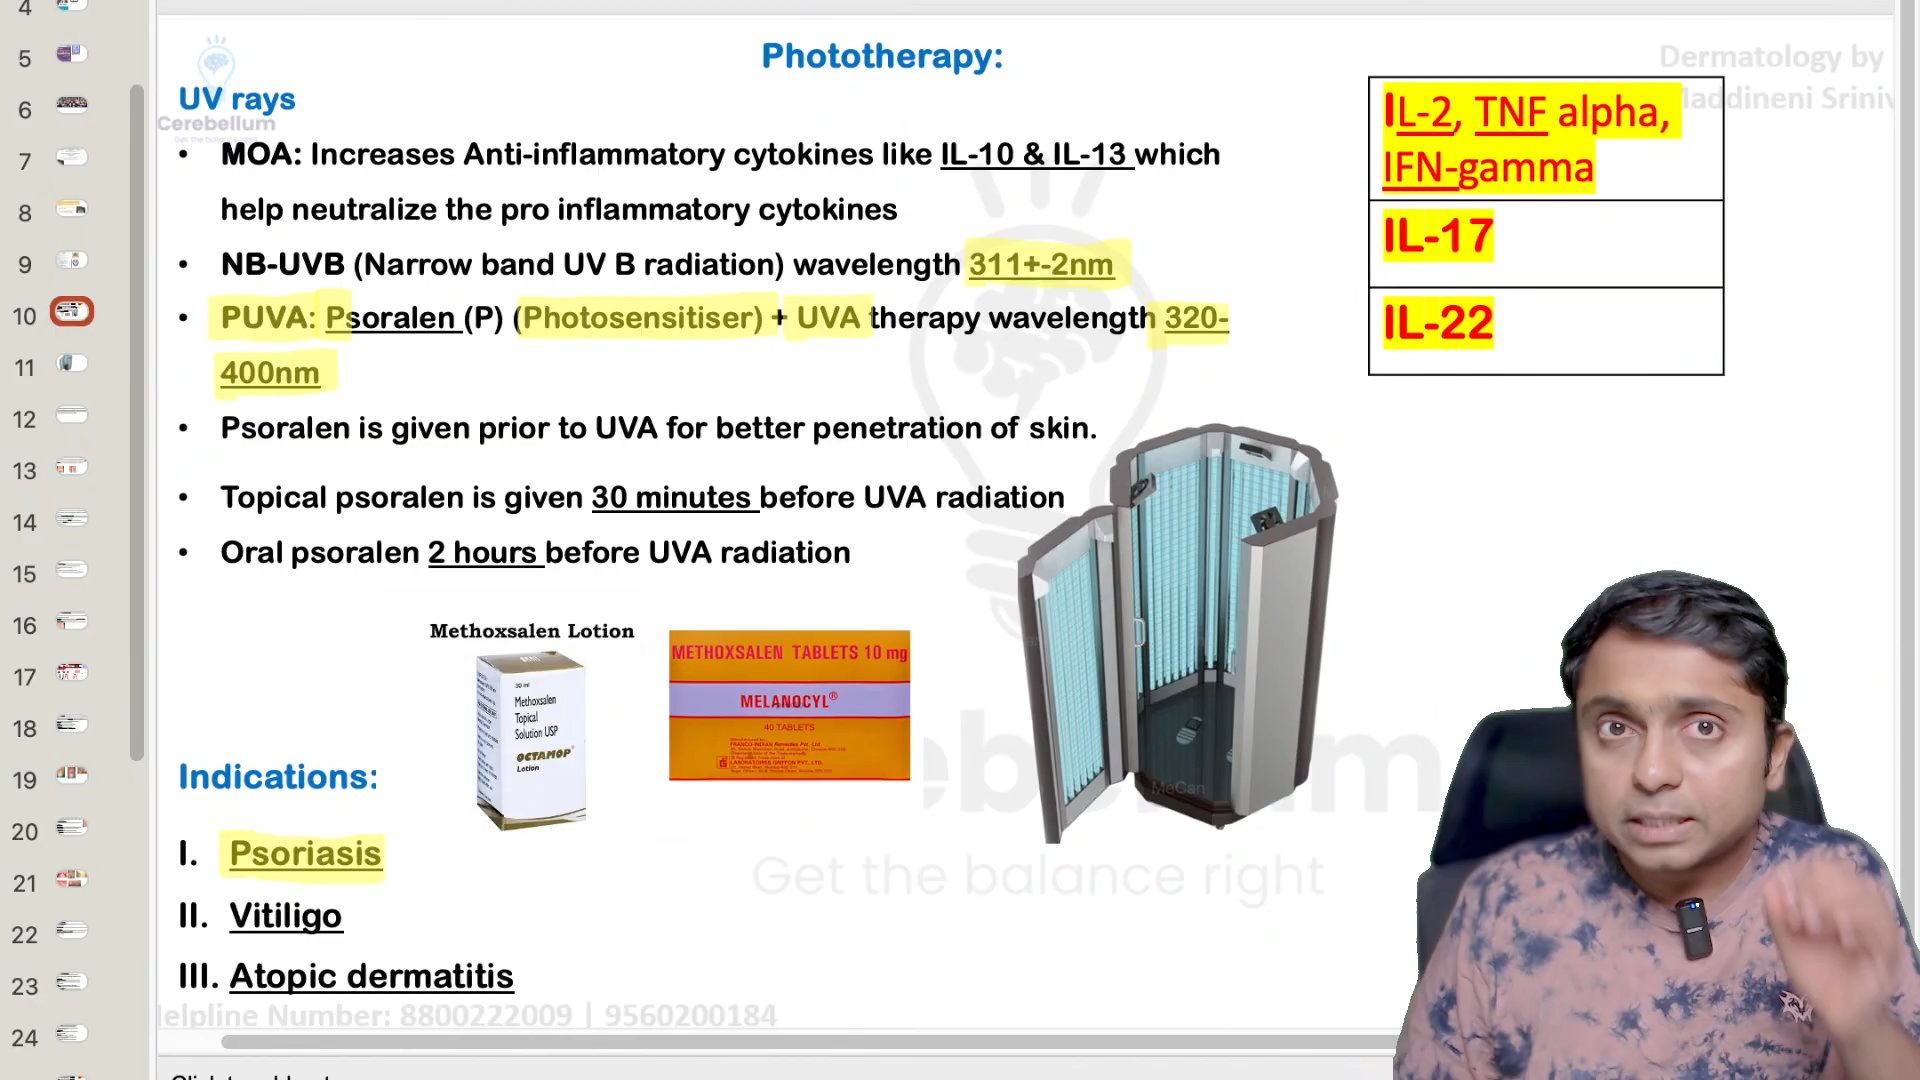 Phototherapy:
Dermatology by
UV rays
Cerebellum
IL-2, TNF alpha,
IFN-gamma
IL-17
IL-22
• MOA: Increases Anti-inflammatory cytokines like IL-10 & IL-13 which
help neutralize the pro inflammatory cytokines
• NB-UVB (Narrow band UV B radiation) wavelength 311+-2nm
• PUVA: Psoralen (P) (Photosensitiser) + UVA therapy wavelength 320-
400nm
• Psoralen is given prior to UVA for better penetration of skin.
• Topical psoralen is given 30 minutes before UVA radiation
• Oral psoralen 2 hours before UVA radiation
Methoxsalen Lotion
30 ml
Methoxsalen
Topical
Solution USP
OCTAMOP
Lotion
METHOXSALEN TABLETS 10 mg
MELANOCYL®
40 TABLETS
MeCan
Get the balance right
Indications:
I. Psoriasis
II. Vitiligo
III. Atopic dermatitis
Number: 8800222009 | 9560200184
4
5
6
7
8
9
10
11
12
13
14
15
16
17
18
19
20
21
22
23
24